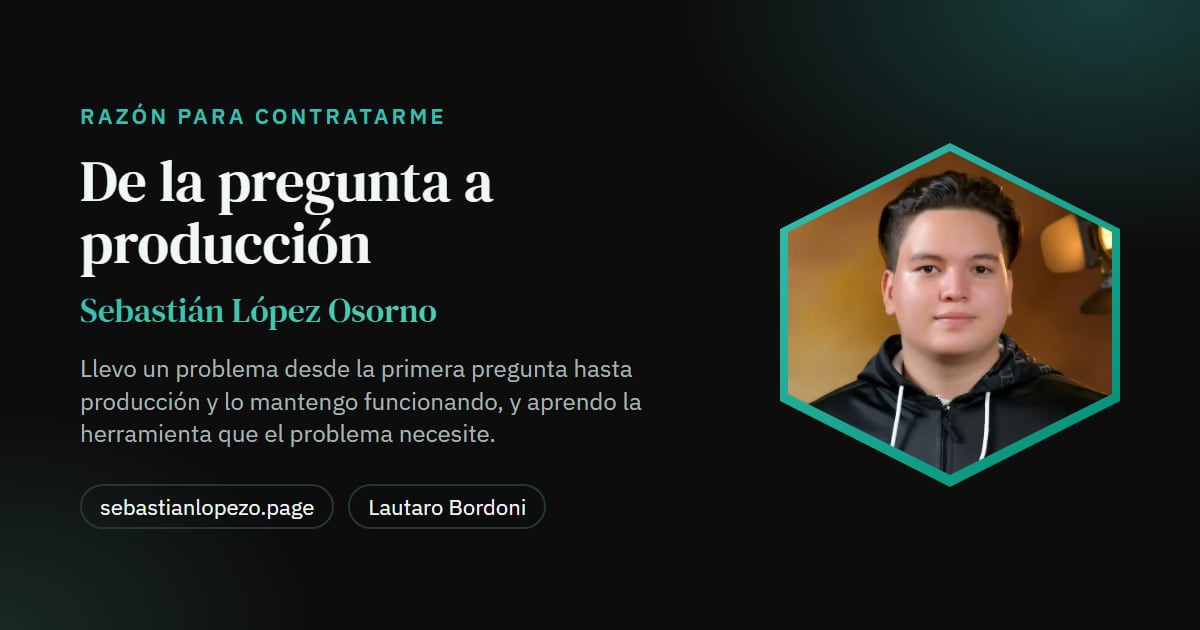 RAZÓN PARA CONTRATARME
De la pregunta a
producción
Sebastián López Osorno
Llevo un problema desde la primera pregunta hasta
producción y lo mantengo funcionando, y aprendo la
herramienta que el problema necesite.
sebastianlopezo.page
Lautaro Bordoni